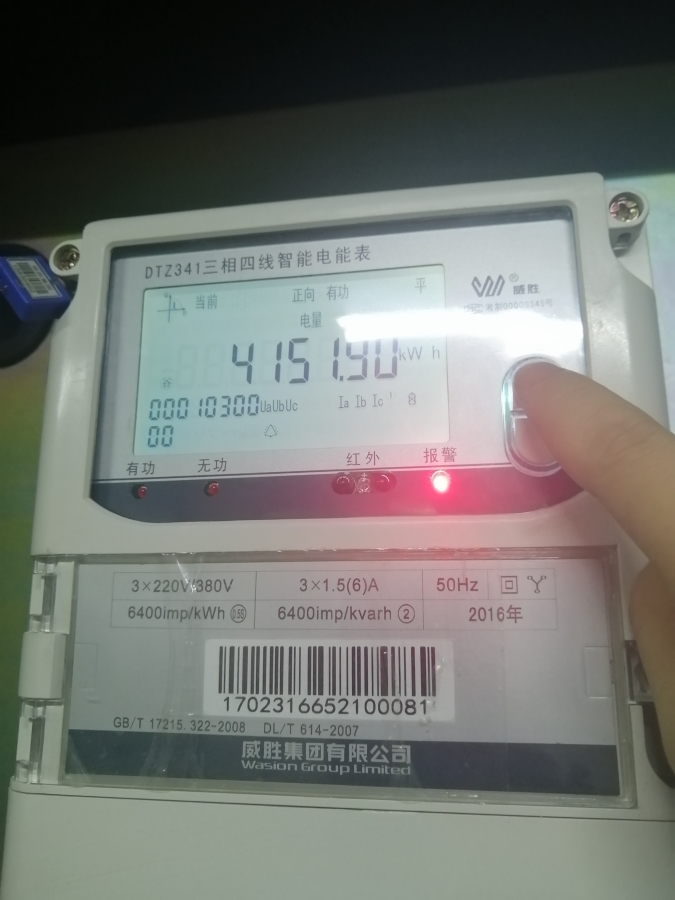 DTZ341三相四线智能电能表
威胜
当前 正向 有功 平
电量
4151.90 kWh
谷
00010300 UaUbUc Ia Ib Ic
00
有功 无功 红外 报警
3×220V/380V 3×1.5(6)A 50Hz
6400imp/kWh 0.5S 6400imp/kvarh 2 2016年
1702316652100081
GB/T 17215.322-2008 DL/T 614-2007
威胜集团有限公司
Wasion Group Limited